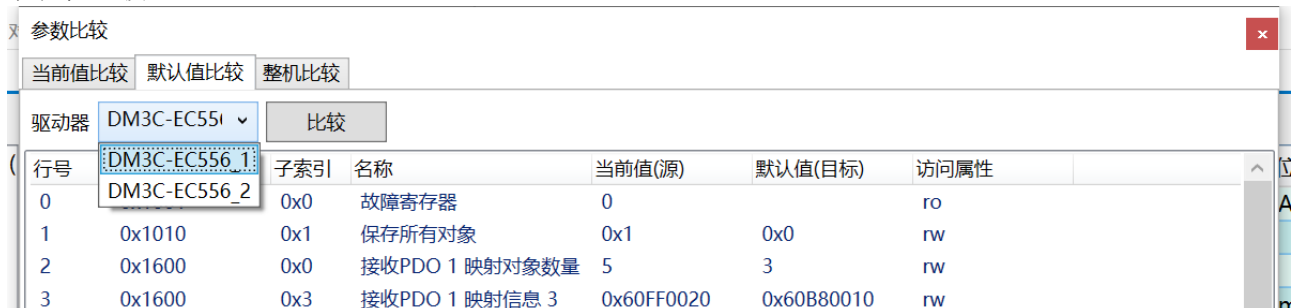 参数比较
当前值比较 默认值比较 整机比较
驱动器 DM3C-EC55 比较
DM3C-EC556_1
DM3C-EC556_2
行号 子索引 名称 当前值(源) 默认值(目标) 访问属性
0 0x0 故障寄存器 0 ro
1 0x1010 0x1 保存所有对象 0x1 0x0 rw
2 0x1600 0x0 接收PDO 1 映射对象数量 5 3 rw
3 0x1600 0x3 接收PDO 1 映射信息 3 0x60FF0020 0x60B80010 rw